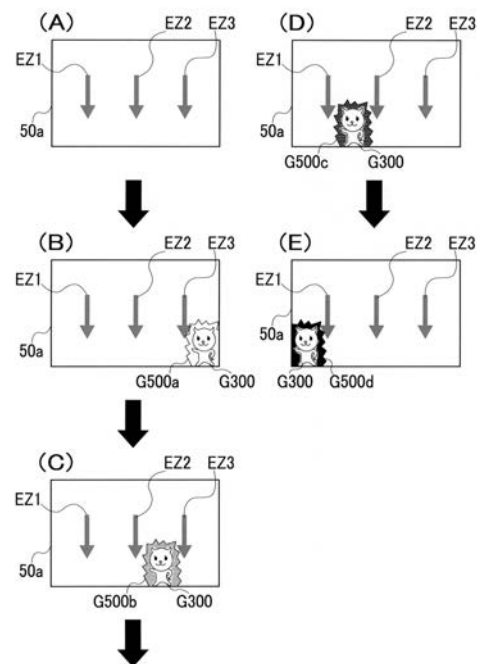 (A)
EZ1
EZ2
EZ3
50a
(B)
EZ1
EZ2
EZ3
50a
G500a
G300
(C)
EZ1
EZ2
EZ3
50a
G500b
G300
(D)
EZ1
EZ2
EZ3
50a
G500c
G300
(E)
EZ1
EZ2
EZ3
50a
G300
G500d